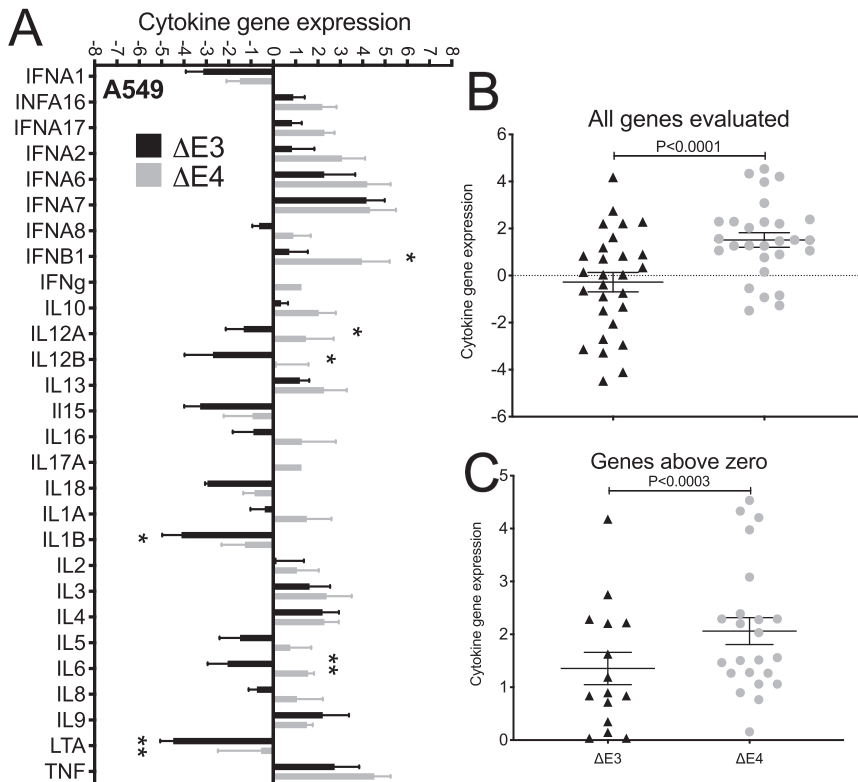 A
Cytokine gene expression
-8 -7 -6 -5 -4 -3 -2 -1 0 1 2 3 4 5 6 7 8
A549
ΔE3
ΔE4
IFNA1
INFA16
IFNA17
IFNA2
IFNA6
IFNA7
IFNA8
IFNB1 *
IFNg
IL10
IL12A *
IL12B *
IL13
Il15
IL16
IL17A
IL18
IL1A
IL1B *
IL2
IL3
IL4
IL5
IL6 **
IL8
IL9
LTA **
TNF
B
All genes evaluated
P<0.0001
Cytokine gene expression
6
4
2
0
-2
-4
-6
C
Genes above zero
P<0.0003
Cytokine gene expression
5
4
3
2
1
0
ΔE3 ΔE4